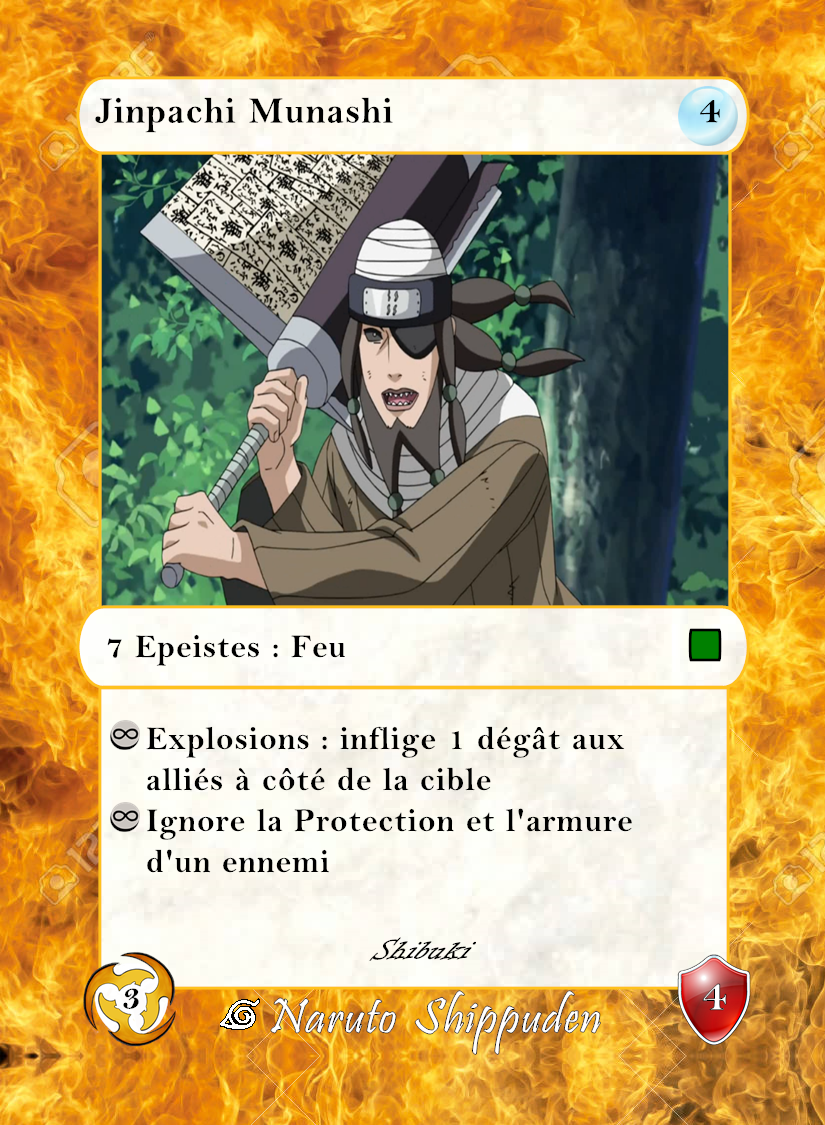 Jinpachi Munashi
4
7 Epeistes : Feu
Explosions : inflige 1 dégât aux
alliés à côté de la cible
Ignore la Protection et l'armure
d'un ennemi
Shibuki
3
Naruto Shippuden
4